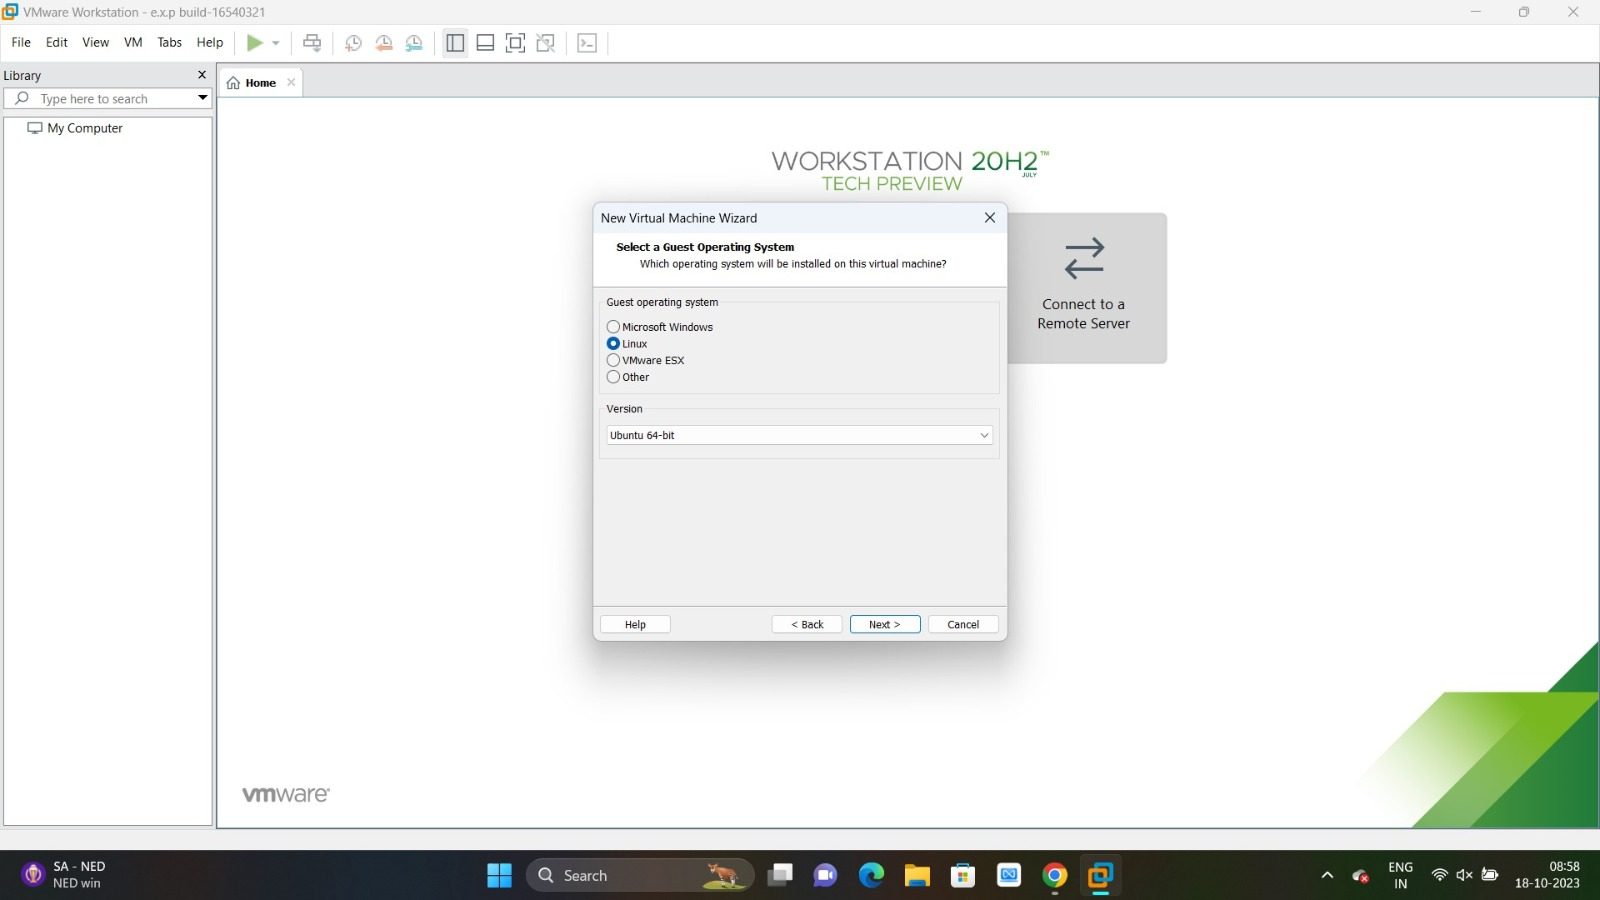 VMware Workstation - e.x.p build-16540321
File Edit View VM Tabs Help
Library
Type here to search
My Computer
Home
WORKSTATION 20H2™
JULY
TECH PREVIEW
New Virtual Machine Wizard
Select a Guest Operating System
Which operating system will be installed on this virtual machine?
Guest operating system
Microsoft Windows
Linux
VMware ESX
Other
Version
Ubuntu 64-bit
Help < Back Next > Cancel
Connect to a
Remote Server
vmware®
SA - NED
NED win
Search
ENG
IN
08:58
18-10-2023